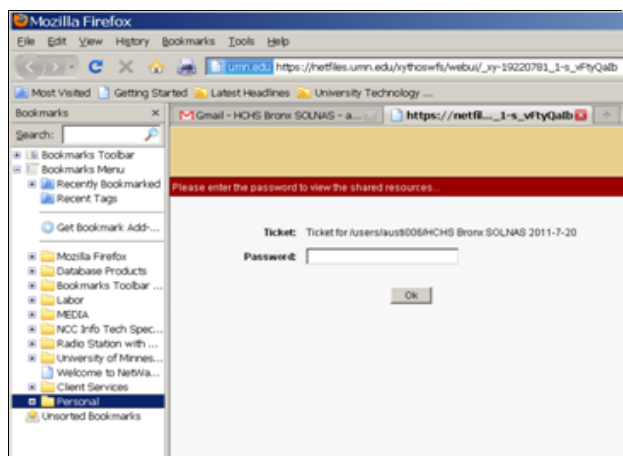 Mozilla Firefox
File Edit View History Bookmarks Tools Help
umn.edu https://netfiles.umn.edu/xythoswfs/webui/_xy-19220781_1-s_vFtyQaIb
Most Visited Getting Started Latest Headlines University Technology ...
Bookmarks
Gmail - HCHS Bronx SOLNAS - a...
https://netfil..._1-s_vFtyQaIb
Search:
Bookmarks Toolbar
Bookmarks Menu
Recently Bookmarked
Recent Tags
Get Bookmark Add-...
Mozilla Firefox
Database Products
Bookmarks Toolbar ...
Labor
MEDIA
NCC Info Tech Spec...
Radio Station with ...
University of Minnes...
Welcome to NetWa...
Client Services
Personal
Unsorted Bookmarks
Please enter the password to view the shared resources...
Ticket: Ticket for /users/austi006/HCHS Bronx SOLNAS 2011-7-20
Password:
Ok